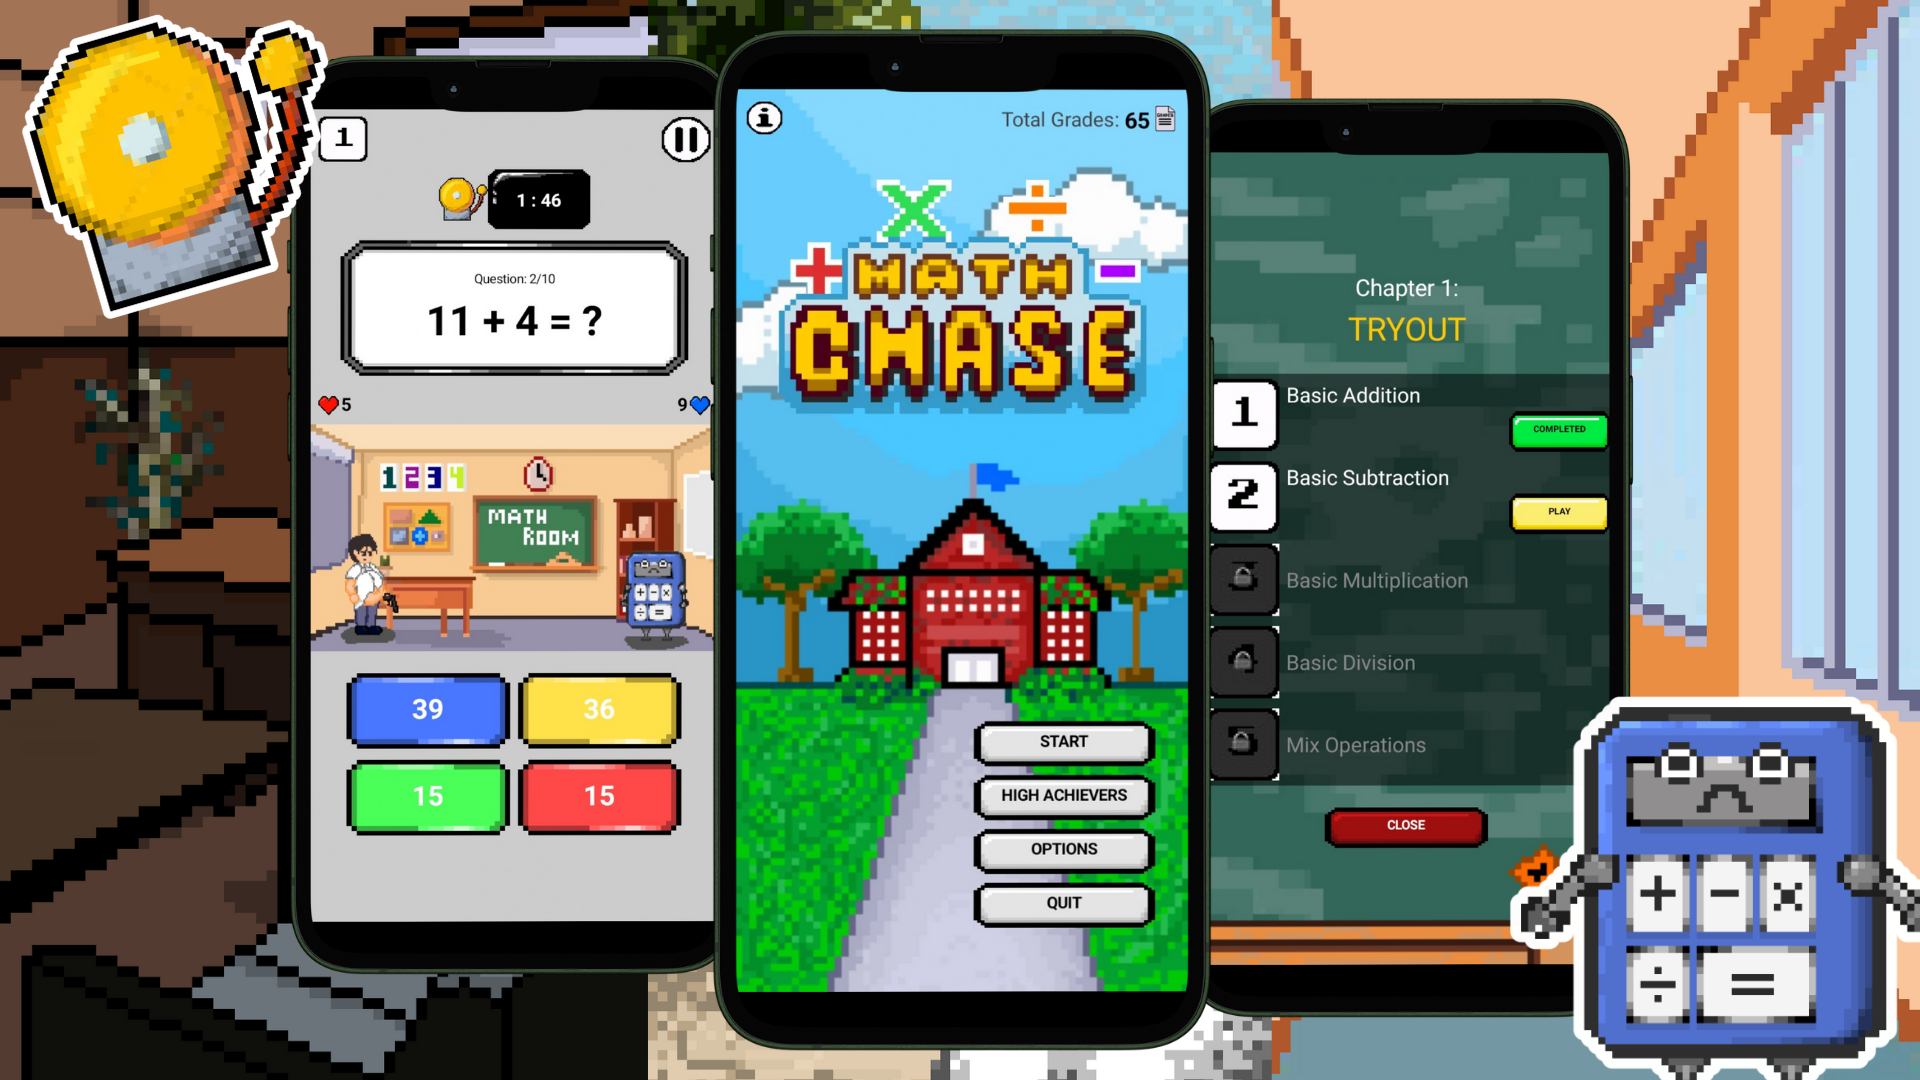 1
1 : 46
Question: 2/10
11 + 4 = ?
5
9
1 2 3 4
MATH
ROOM
+ - ×
÷ =
39
36
15
15
Total Grades: 65
× ÷
+ MATH -
CHASE
START
HIGH ACHIEVERS
OPTIONS
QUIT
Chapter 1:
TRYOUT
1 Basic Addition
COMPLETED
2 Basic Subtraction
PLAY
Basic Multiplication
Basic Division
Mix Operations
CLOSE
+ - ×
÷ =